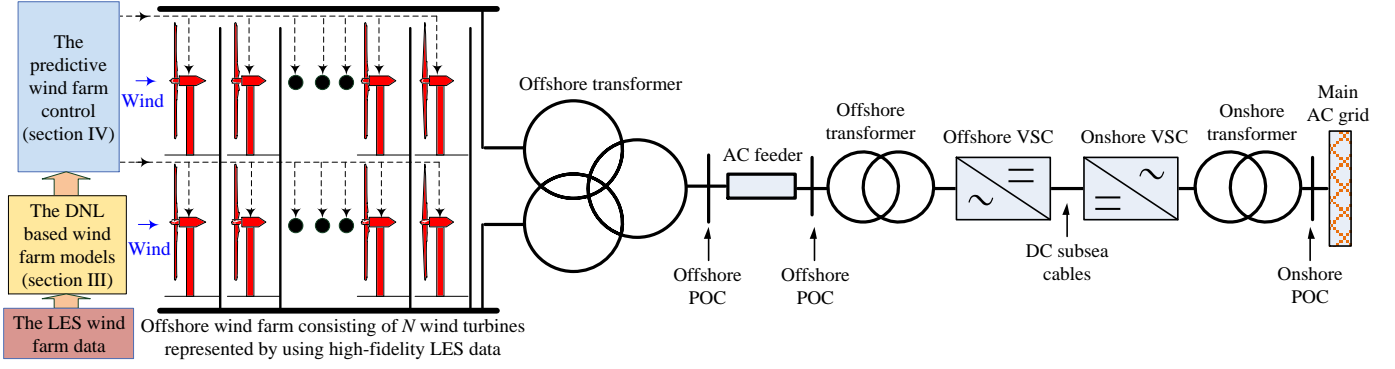 The
predictive
wind farm
control
(section IV)
The DNL
based wind
farm models
(section III)
The LES wind
farm data
Wind
Wind
Offshore wind farm consisting of N wind turbines
represented by using high-fidelity LES data
Offshore transformer
Offshore
POC
AC feeder
Offshore
POC
Offshore
transformer
Offshore VSC
DC subsea
cables
Onshore VSC
Onshore
transformer
Onshore
POC
Main
AC grid